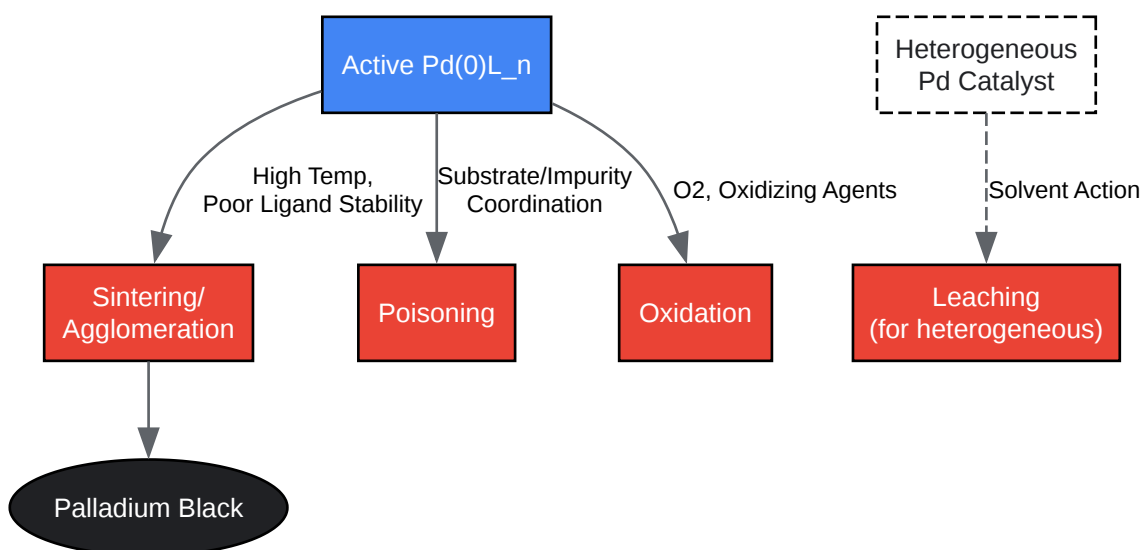 Active Pd(0)L_n
Heterogeneous
Pd Catalyst
High Temp,
Poor Ligand Stability
Substrate/Impurity
Coordination
O2, Oxidizing Agents
Solvent Action
Sintering/
Agglomeration
Poisoning
Oxidation
Leaching
(for heterogeneous)
Palladium Black